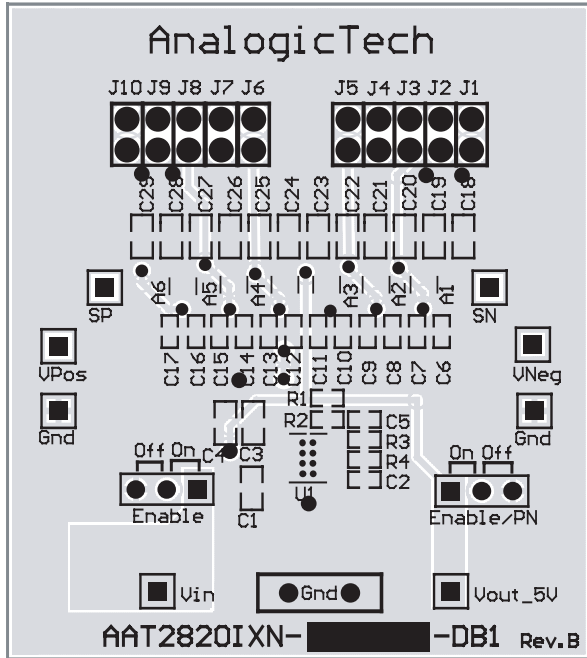 AnalogicTech
J10 J9 J8 J7 J6 J5 J4 J3 J2 J1
C29 C28 C27 C26 C25 C24 C23 C22 C21 C20 C19 C18
A6 A5 A4 A3 A2 A1
SP SN
C17 C16 C15 C14 C13 C12 C11 C10 C9 C8 C7 C6
VPos VNeg
R1
Gnd R2 C5 Gnd
R3
C4 C3
Off On R4 On Off
U1 C2
Enable C1 Enable/PN
Vin Gnd Vout_5V
AAT2820IXN- -DB1 Rev.B